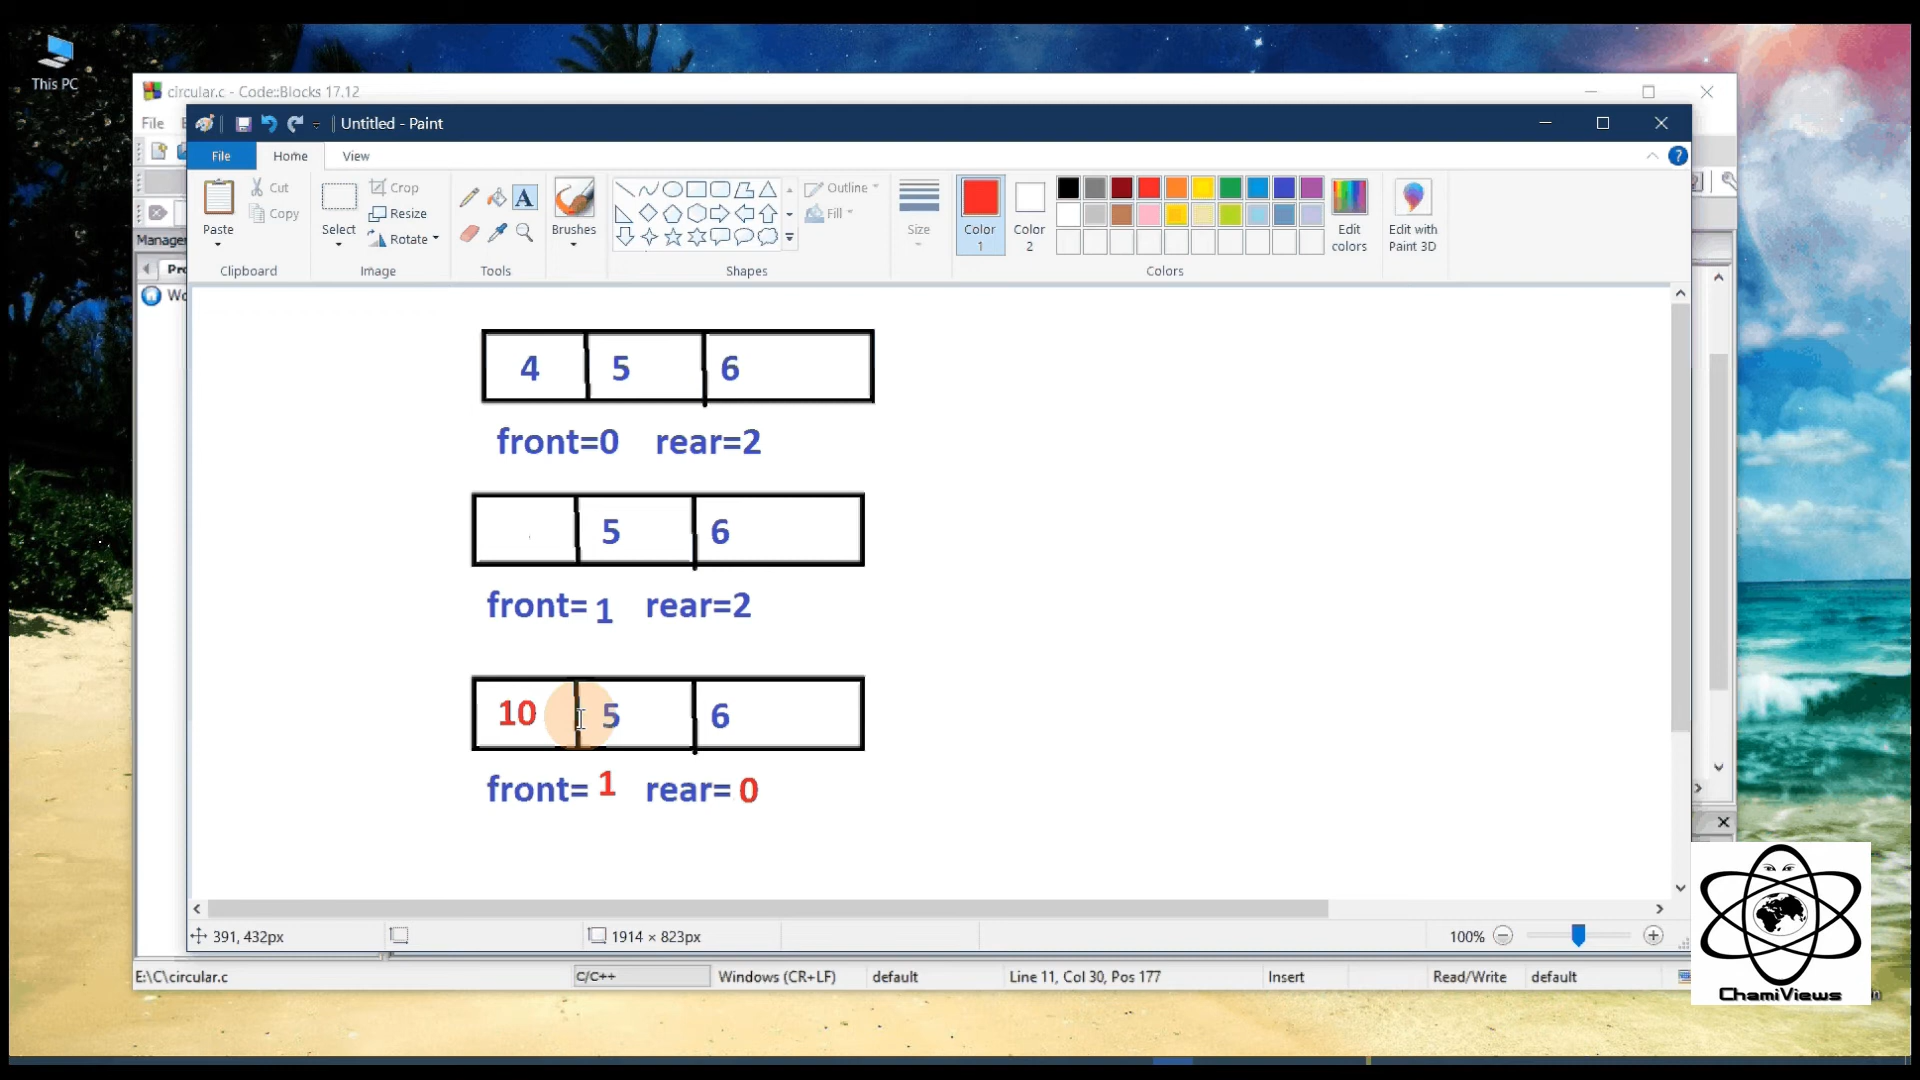 This PC
circular.c - Code::Blocks 17.12
File
Untitled - Paint
File Home View
Paste
Cut
Copy
Clipboard
Select
Crop
Resize
Rotate
Image
A
Tools
Brushes
Shapes
Outline
Fill
Size
Color 1
Color 2
Edit colors
Colors
Edit with Paint 3D
?
Manager
4 5 6
front=0 rear=2
5 6
front= 1 rear=2
10 5 6
front= 1 rear= 0
391, 432px
1914 × 823px
100%
E:\C\circular.c
C/C++
Windows (CR+LF)
default
Line 11, Col 30, Pos 177
Insert
Read/Write
default
ChamiViews